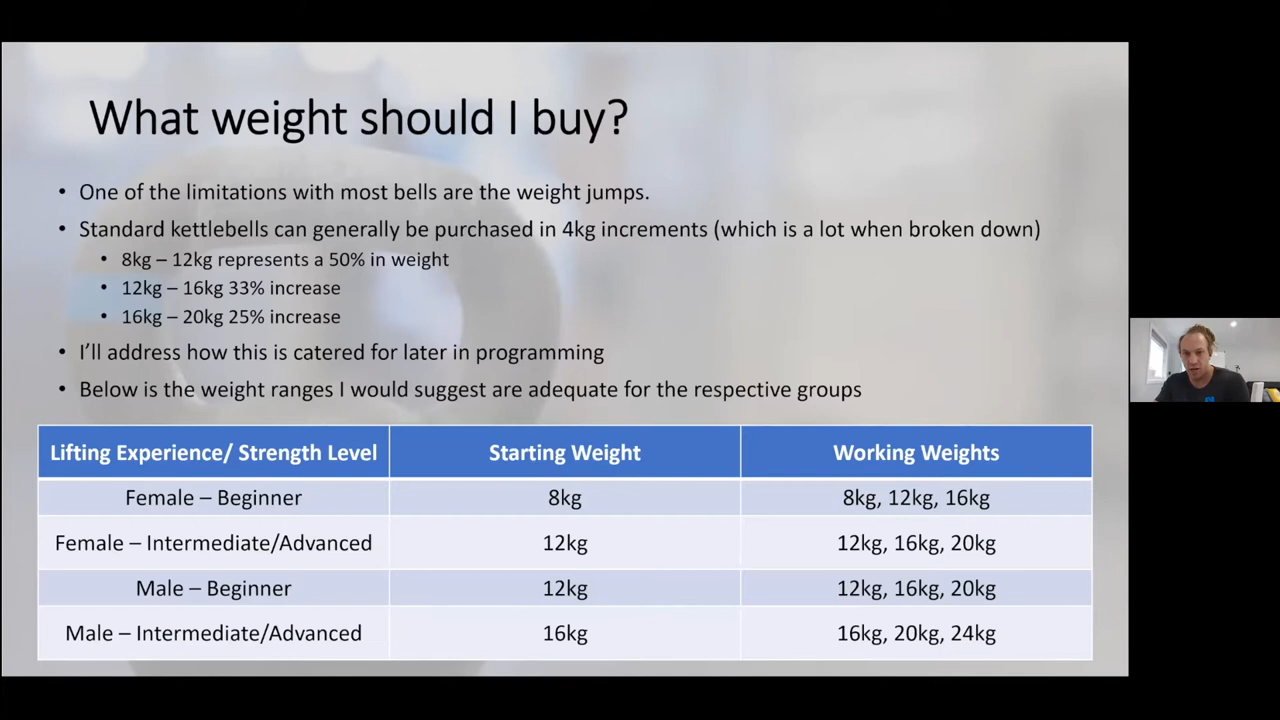 What weight should I buy?
• One of the limitations with most bells are the weight jumps.
• Standard kettlebells can generally be purchased in 4kg increments (which is a lot when broken down)
• 8kg – 12kg represents a 50% in weight
• 12kg – 16kg 33% increase
• 16kg – 20kg 25% increase
• I'll address how this is catered for later in programming
• Below is the weight ranges I would suggest are adequate for the respective groups
Lifting Experience/ Strength Level Starting Weight Working Weights
Female – Beginner 8kg 8kg, 12kg, 16kg
Female – Intermediate/Advanced 12kg 12kg, 16kg, 20kg
Male – Beginner 12kg 12kg, 16kg, 20kg
Male – Intermediate/Advanced 16kg 16kg, 20kg, 24kg